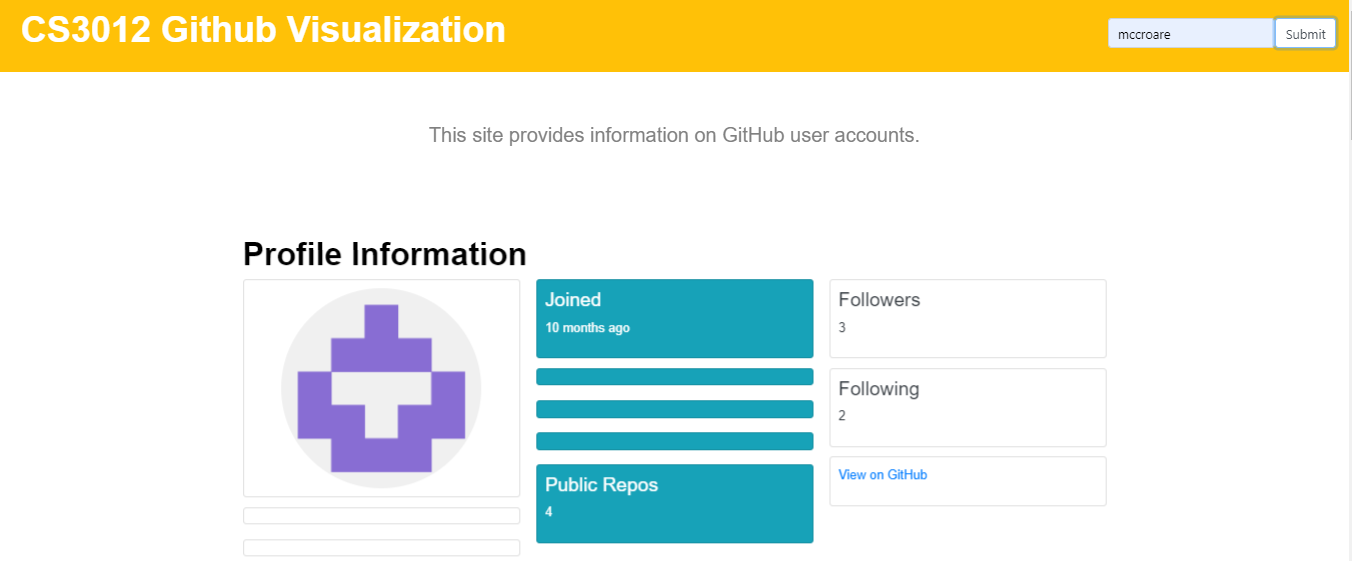 CS3012 Github Visualization
mccroare
Submit
This site provides information on GitHub user accounts.
Profile Information
Joined
10 months ago
Public Repos
4
Followers
3
Following
2
View on GitHub